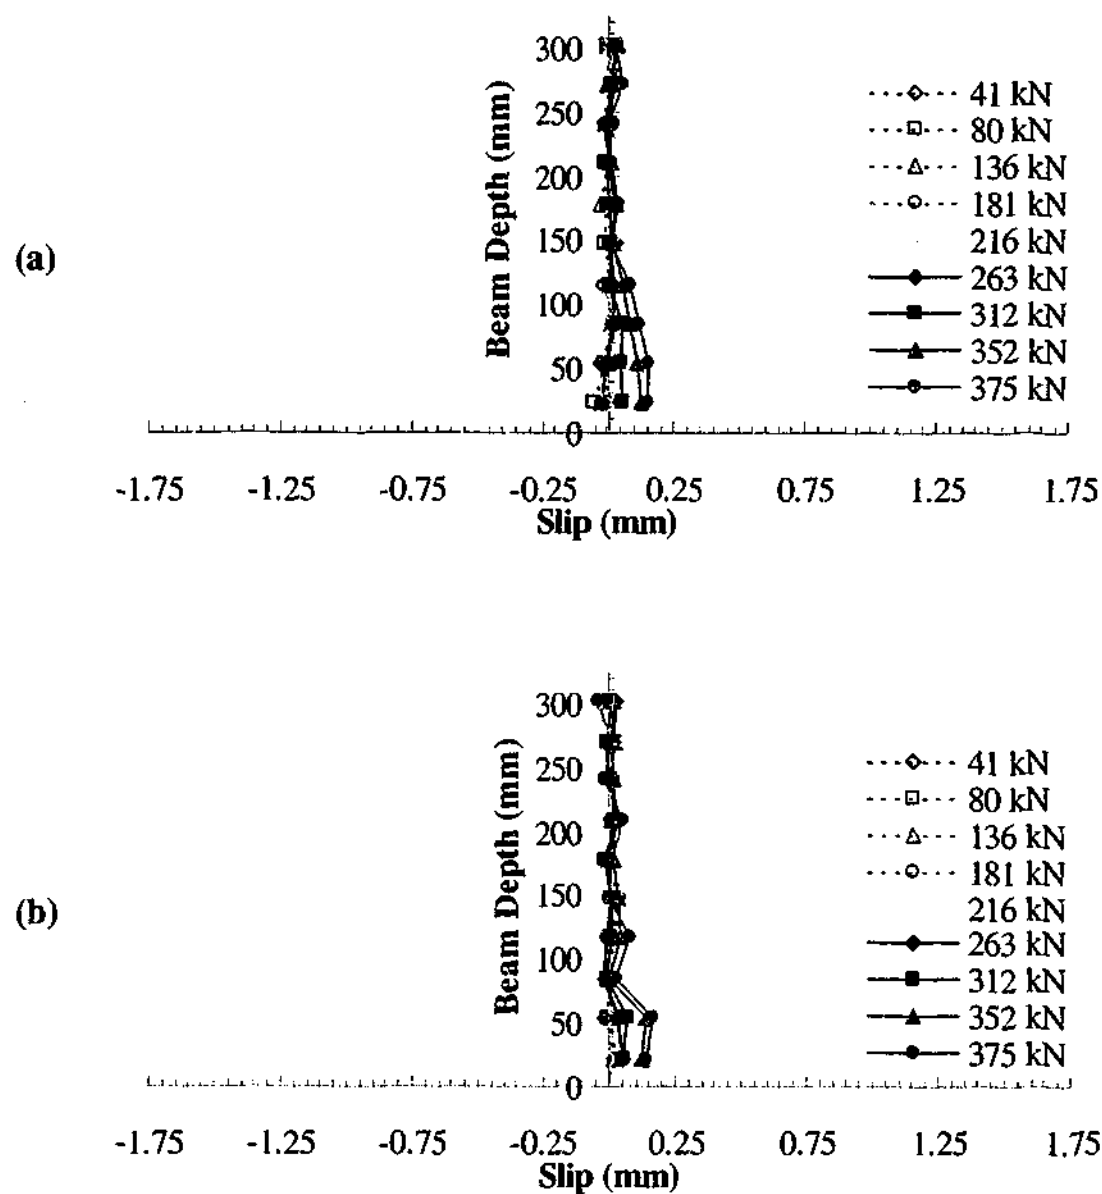 (a)
Beam Depth (mm)
300
250
200
150
100
50
0
-1.75 -1.25 -0.75 -0.25 0.25 0.75 1.25 1.75
Slip (mm)
41 kN
80 kN
136 kN
181 kN
216 kN
263 kN
312 kN
352 kN
375 kN
(b)
Beam Depth (mm)
300
250
200
150
100
50
0
-1.75 -1.25 -0.75 -0.25 0.25 0.75 1.25 1.75
Slip (mm)
41 kN
80 kN
136 kN
181 kN
216 kN
263 kN
312 kN
352 kN
375 kN